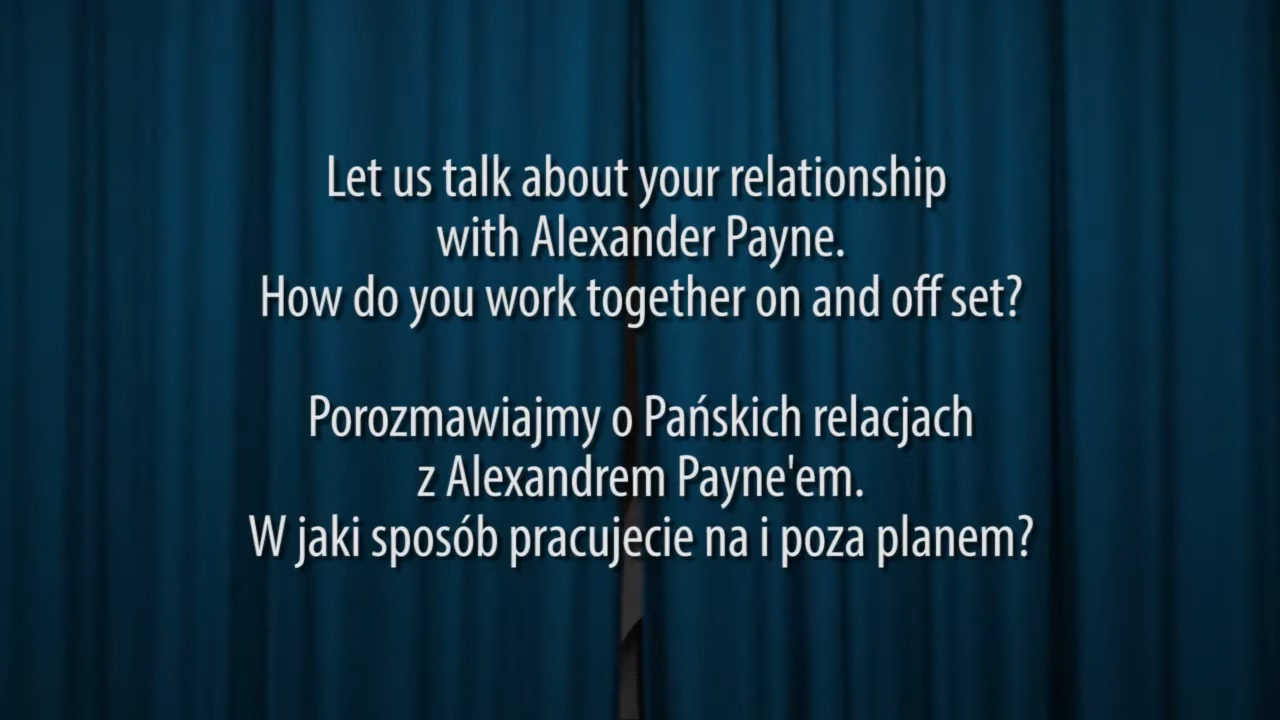 Let us talk about your relationship
with Alexander Payne.
How do you work together on and off set?
Porozmawiajmy o Pańskich relacjach
z Alexandrem Payne'em.
W jaki sposób pracujecie na i poza planem?